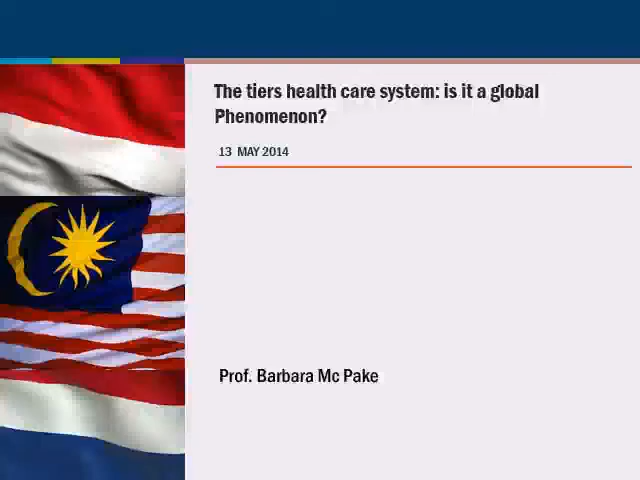 The tiers health care system: is it a global
Phenomenon?
13 MAY 2014
Prof. Barbara Mc Pake